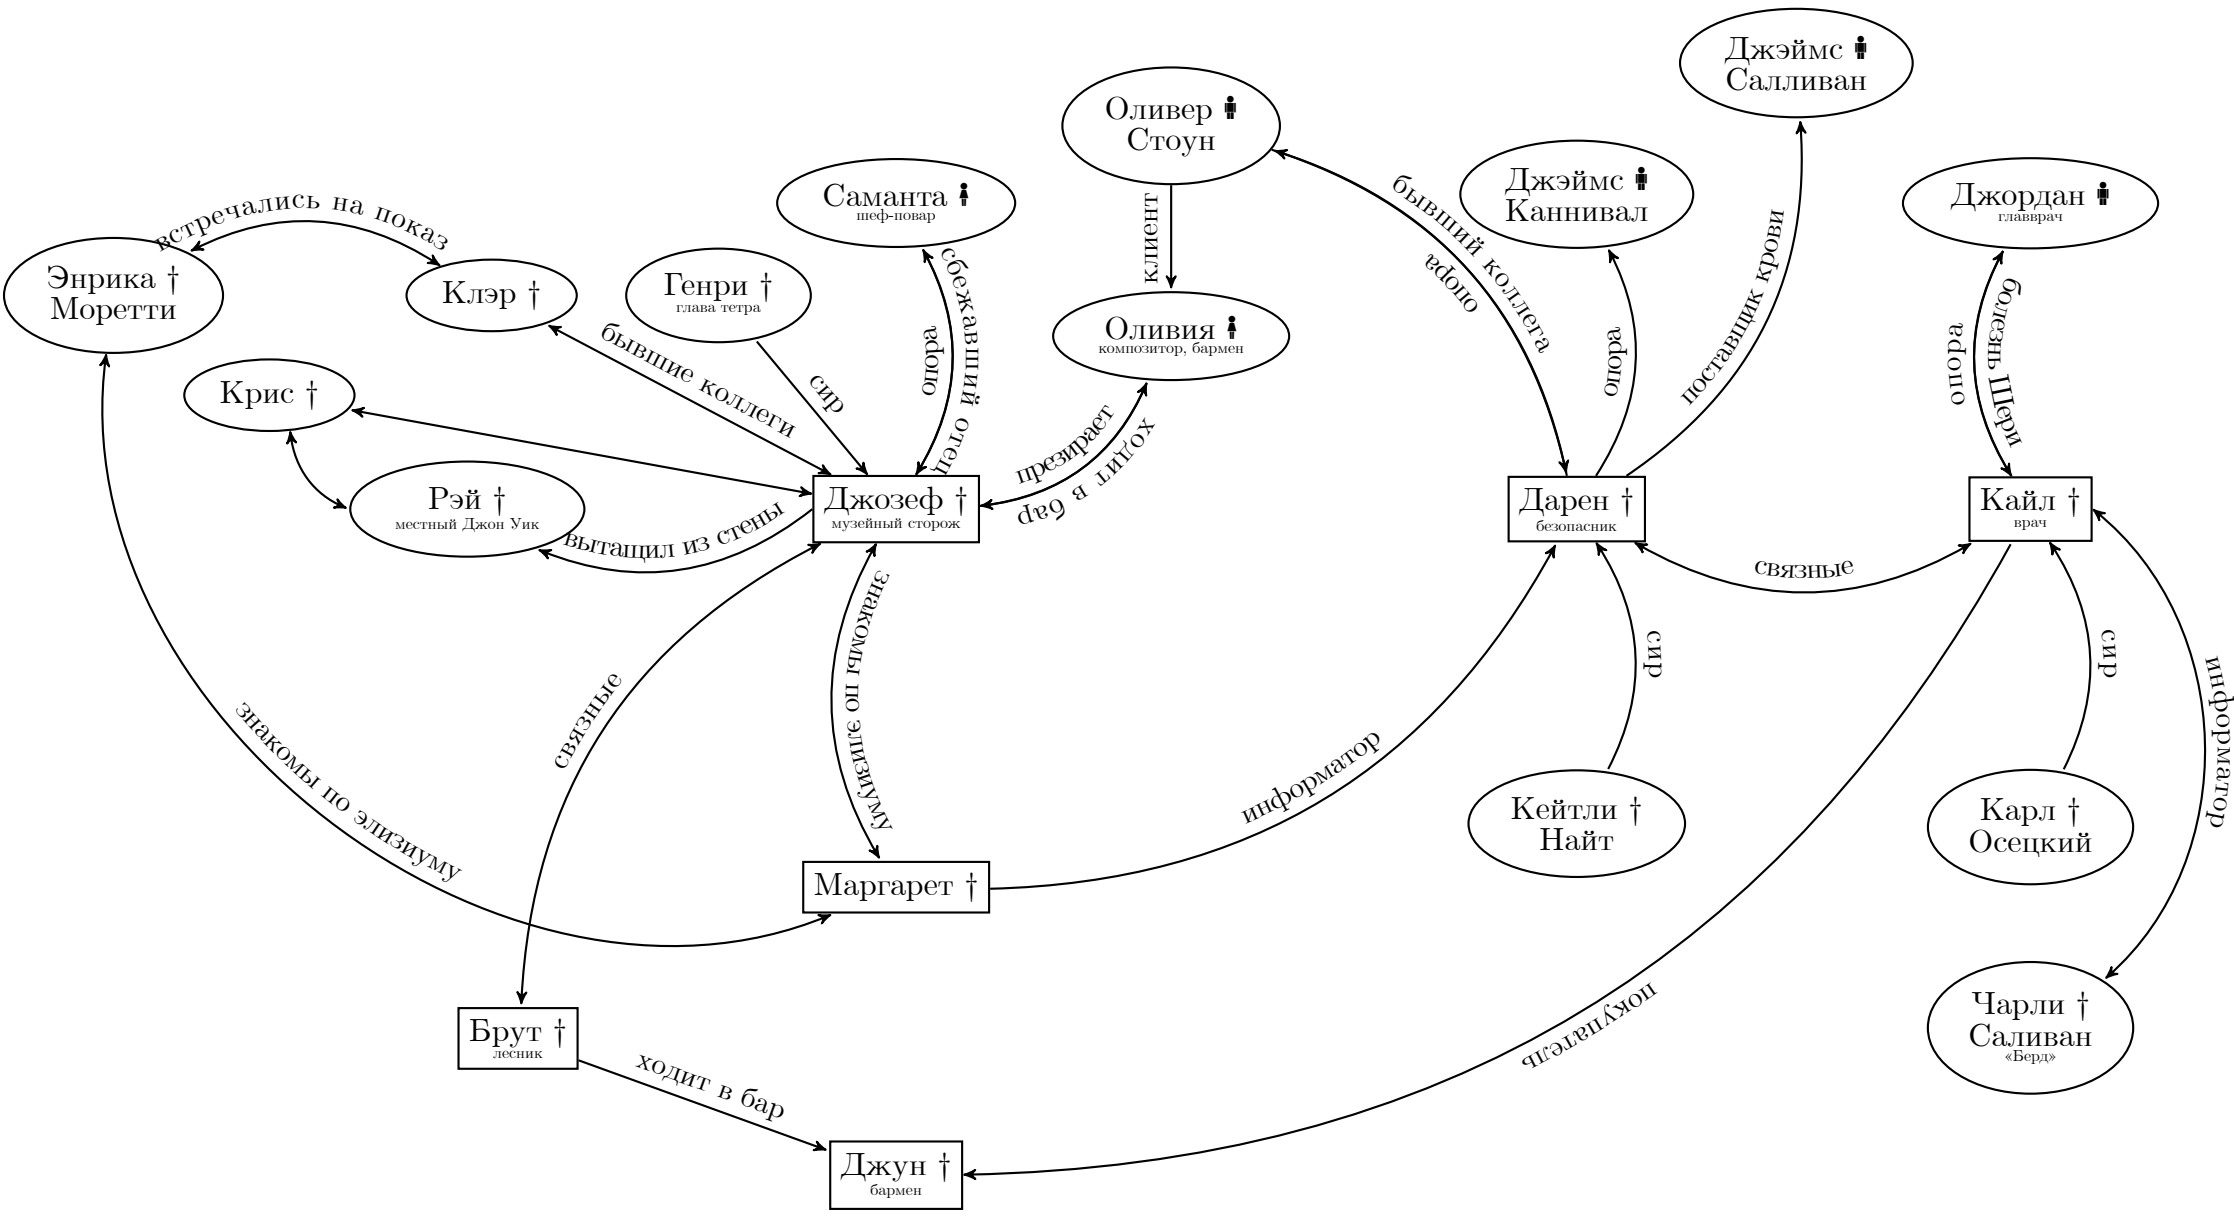 Джэймс
Салливан
Оливер
Стоун
Джэймс
Каннивал
Саманта
шеф-повар
Джордан
главврач
встречались на показ
клиент
бывший коллега
опора
поставщик крови
Энрика †
Моретти
Клэр †
Генри †
глава тетра
сбежавший отец
опора
Оливия
композитор, бармен
опора
опора
болезнь Шери
бывшие коллеги
сир
Крис †
презирает
ходит в бар
Рэй †
местный Джон Уик
вытащил из стены
Джозеф †
музейный сторож
Дарен †
безопасник
Кайл †
врач
связные
знакомы по элизиуму
связные
сир
сир
информатор
знакомы по элизиуму
информатор
Кейтли †
Найт
Карл †
Осецкий
Маргарет †
покупатель
Чарли †
Саливан
«Берд»
Брут †
лесник
ходит в бар
Джун †
бармен